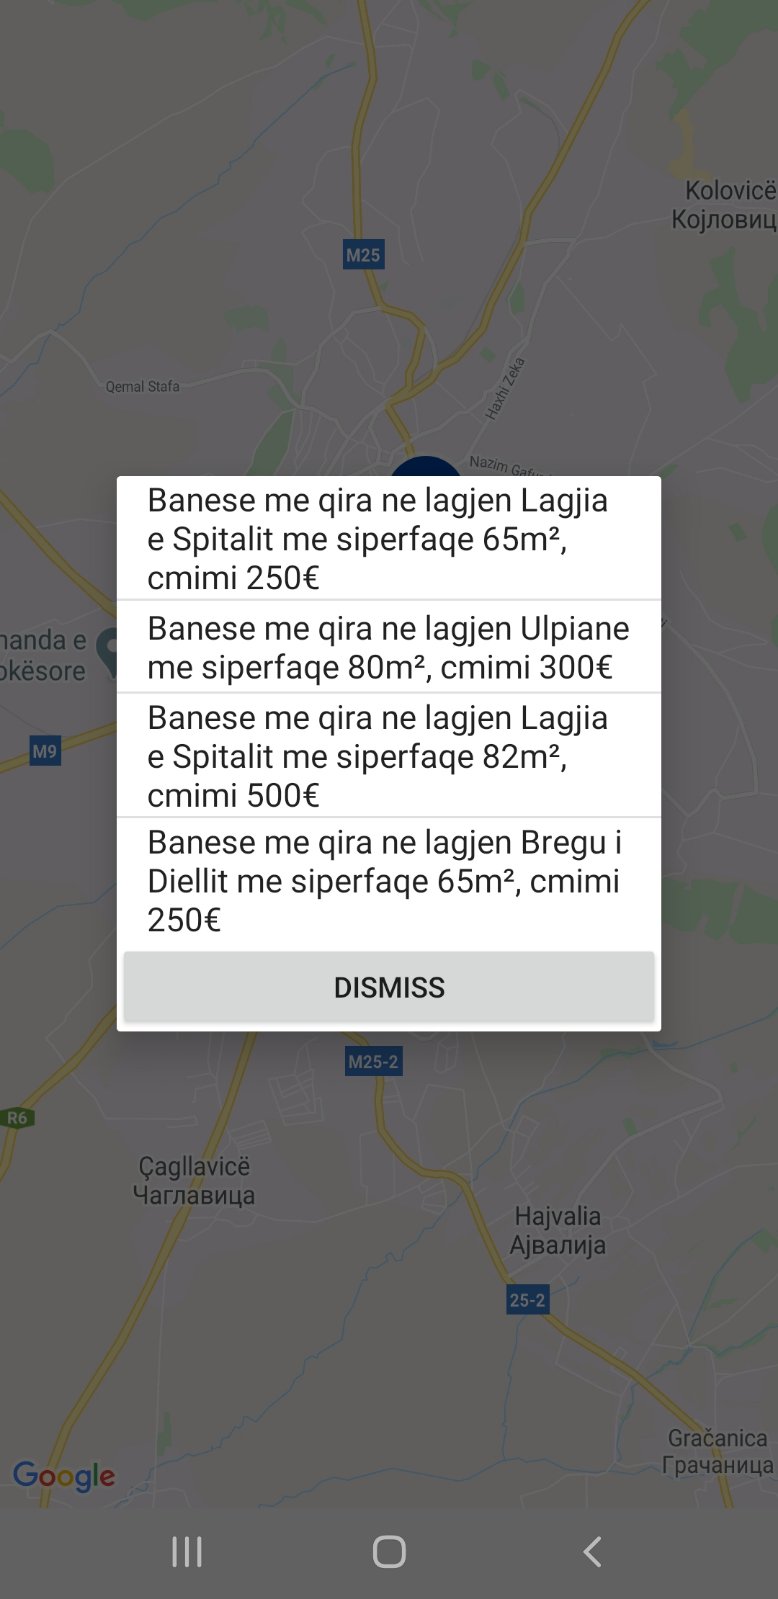 Kolovicë
Којловиц
M25
Qemal Stafa
Haxhi Zeka
Nazim Gafu
Banese me qira ne lagjen Lagjia
e Spitalit me siperfaqe 65m²,
cmimi 250€
Banese me qira ne lagjen Ulpiane
me siperfaqe 80m², cmimi 300€
nanda e
okësore
Banese me qira ne lagjen Lagjia
e Spitalit me siperfaqe 82m²,
cmimi 500€
M9
Banese me qira ne lagjen Bregu i
Diellit me siperfaqe 65m², cmimi
250€
DISMISS
M25-2
R6
Çagllavicë
Чаглавица
Hajvalia
Ајвалија
25-2
Gračanica
Грачаница
Google